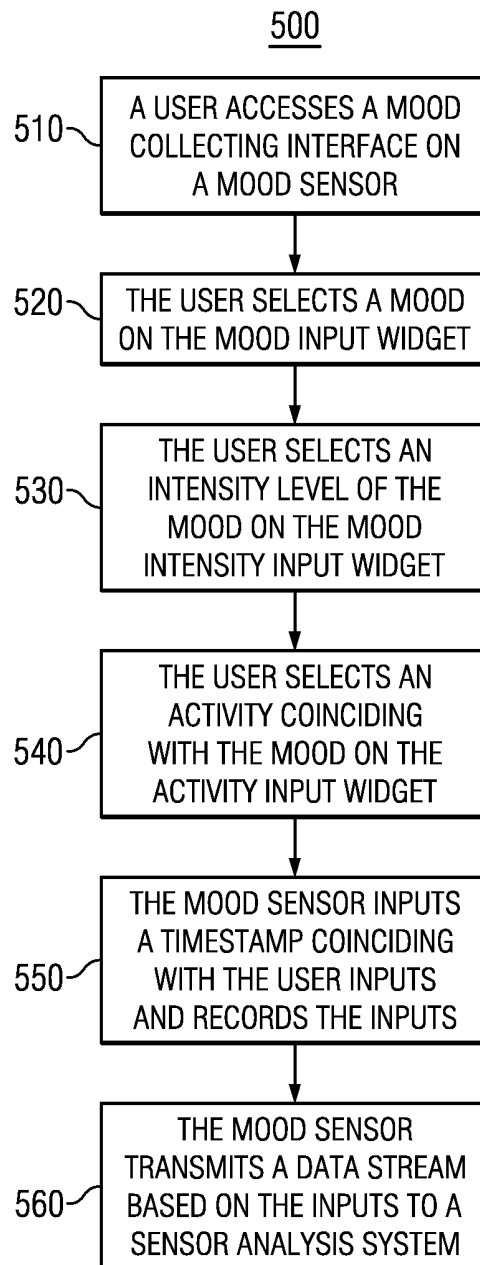 500
510
A USER ACCESSES A MOOD
COLLECTING INTERFACE ON
A MOOD SENSOR
520
THE USER SELECTS A MOOD
ON THE MOOD INPUT WIDGET
530
THE USER SELECTS AN
INTENSITY LEVEL OF THE
MOOD ON THE MOOD
INTENSITY INPUT WIDGET
540
THE USER SELECTS AN
ACTIVITY COINCIDING
WITH THE MOOD ON THE
ACTIVITY INPUT WIDGET
550
THE MOOD SENSOR INPUTS
A TIMESTAMP COINCIDING
WITH THE USER INPUTS
AND RECORDS THE INPUTS
560
THE MOOD SENSOR
TRANSMITS A DATA STREAM
BASED ON THE INPUTS TO A
SENSOR ANALYSIS SYSTEM